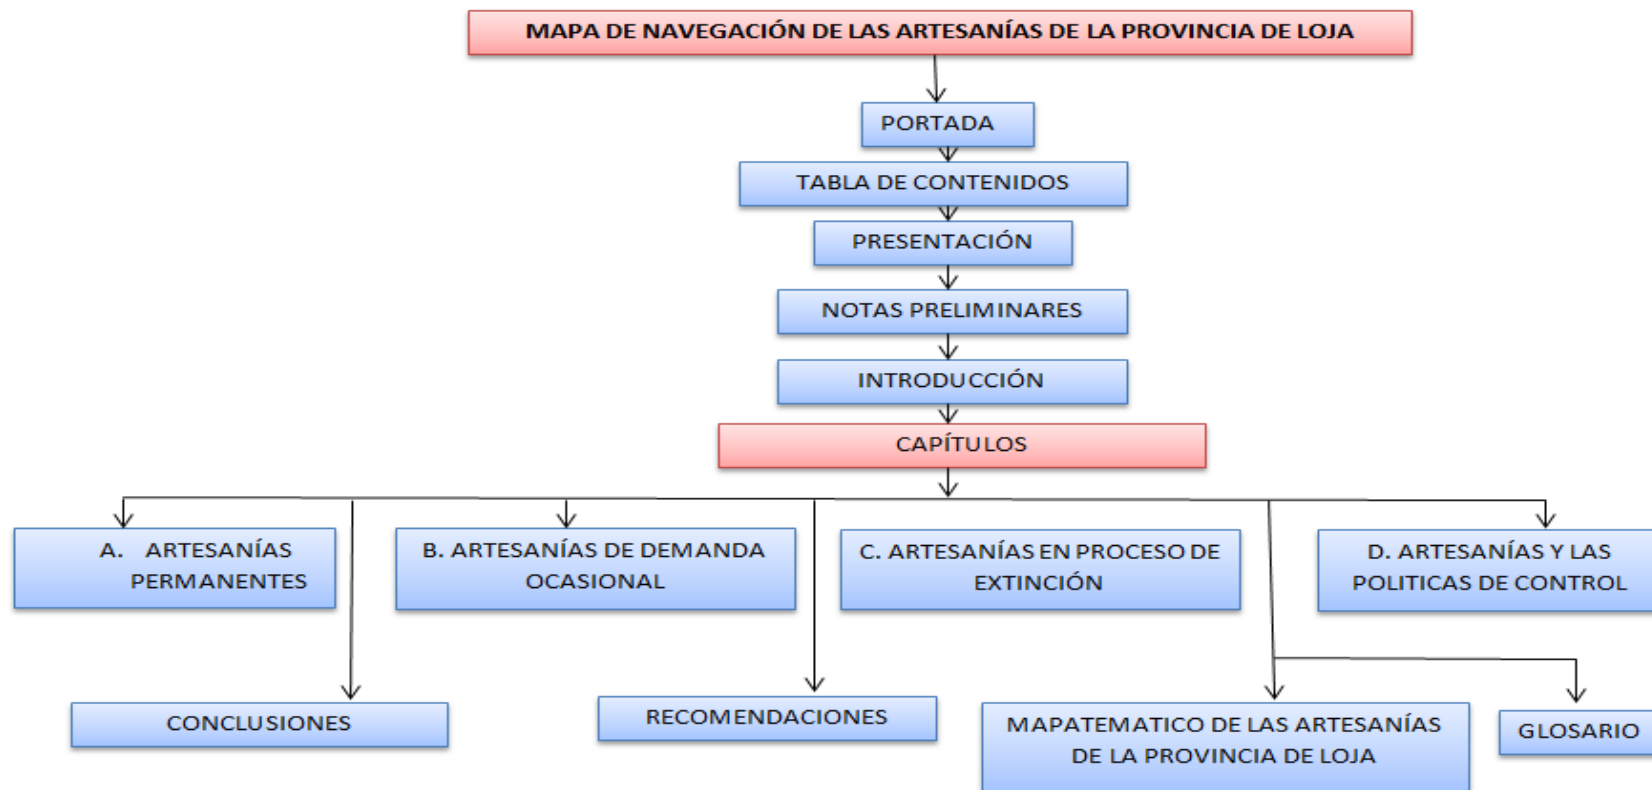 MAPA DE NAVEGACIÓN DE LAS ARTESANÍAS DE LA PROVINCIA DE LOJA
PORTADA
TABLA DE CONTENIDOS
PRESENTACIÓN
NOTAS PRELIMINARES
INTRODUCCIÓN
CAPÍTULOS
A. ARTESANÍAS
PERMANENTES
B. ARTESANÍAS DE DEMANDA
OCASIONAL
C. ARTESANÍAS EN PROCESO DE
EXTINCIÓN
D. ARTESANÍAS Y LAS
POLITICAS DE CONTROL
CONCLUSIONES
RECOMENDACIONES
MAPATEMATICO DE LAS ARTESANÍAS
DE LA PROVINCIA DE LOJA
GLOSARIO